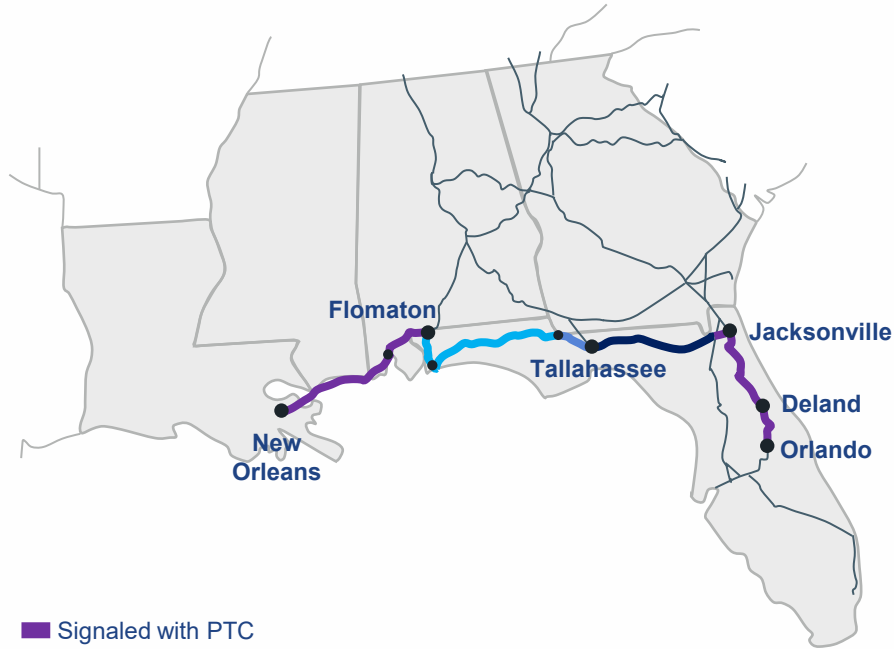 Flomaton
Jacksonville
Tallahassee
Deland
New
Orleans
Orlando
Signaled with PTC